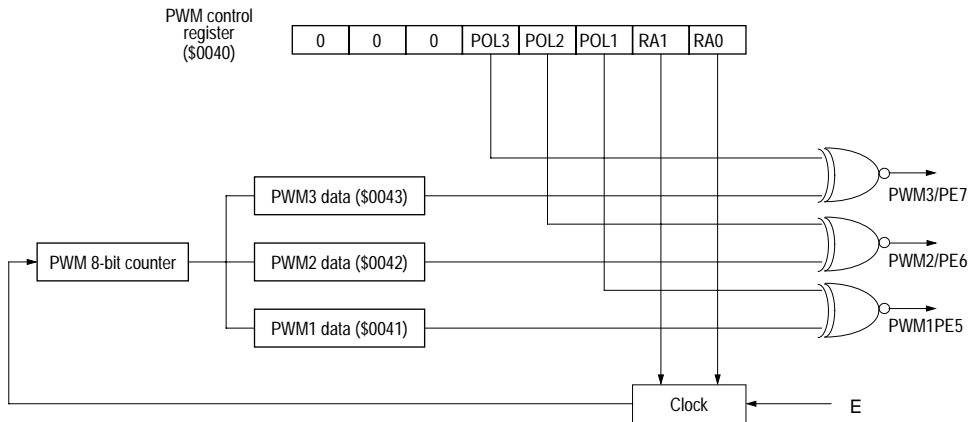 PWM control
register
($0040)
0 0 0 POL3 POL2 POL1 RA1 RA0
PWM3 data ($0043)
PWM3/PE7
PWM 8-bit counter
PWM2 data ($0042)
PWM2/PE6
PWM1 data ($0041)
PWM1PE5
Clock
E